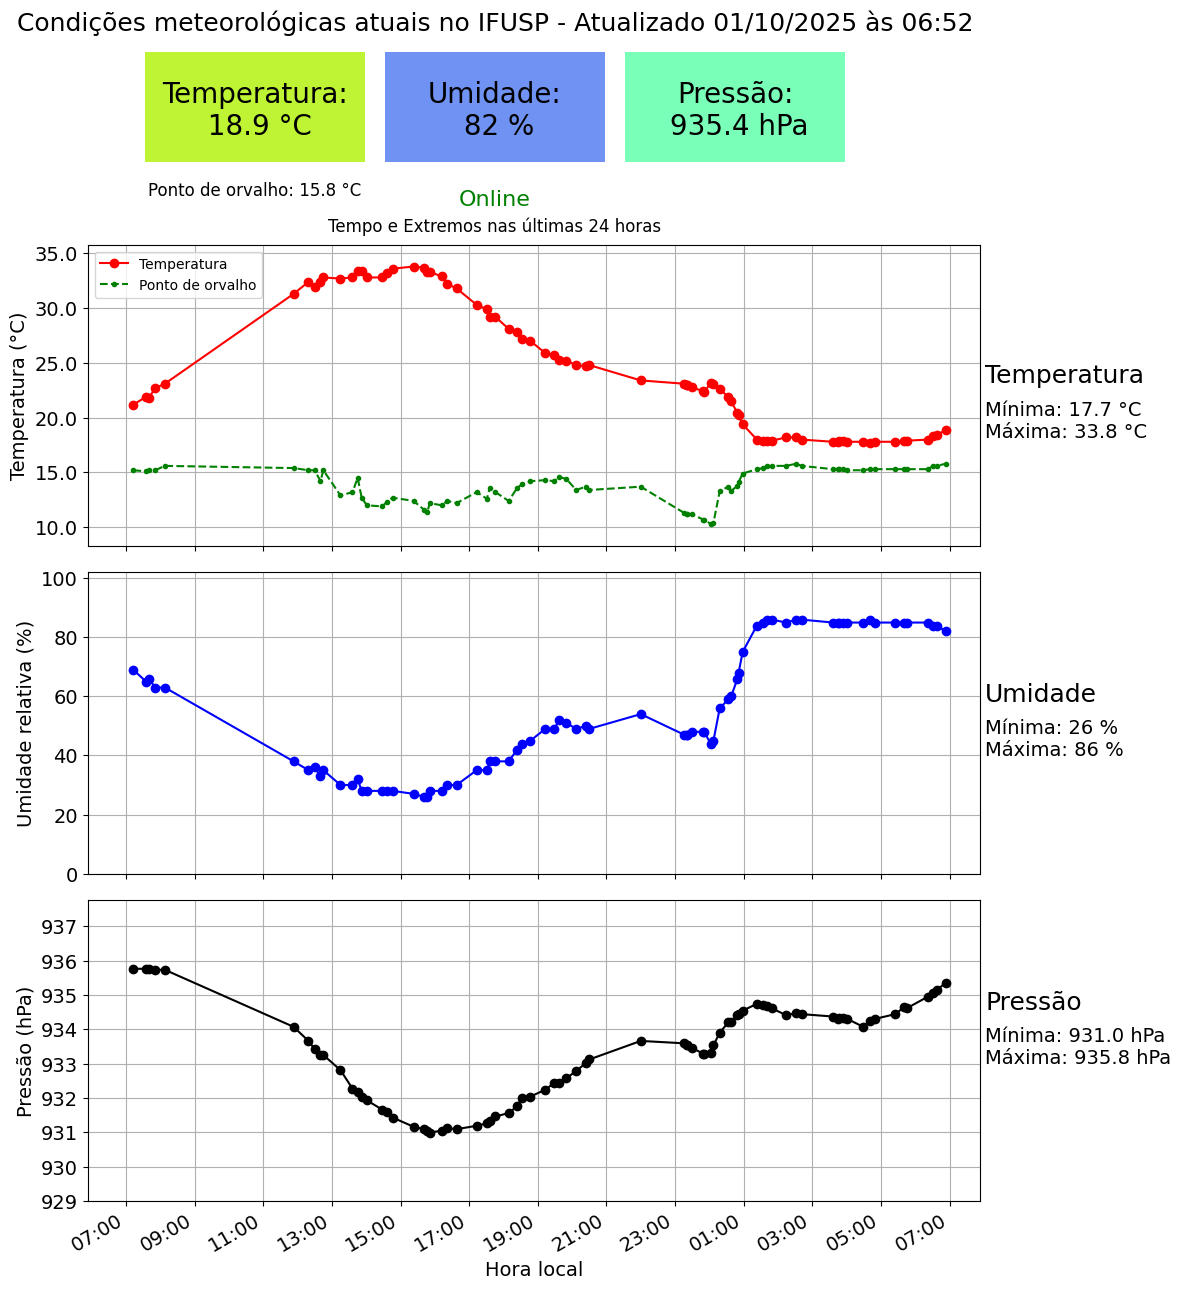 Condições meteorológicas atuais no IFUSP - Atualizado 01/10/2025 às 06:52
Temperatura:
18.9 °C
Umidade:
82 %
Pressão:
935.4 hPa
Ponto de orvalho: 15.8 °C
Online
Tempo e Extremos nas últimas 24 horas
Temperatura
Ponto de orvalho
Temperatura (°C)
35.0
30.0
25.0
20.0
15.0
10.0
Temperatura
Mínima: 17.7 °C
Máxima: 33.8 °C
Umidade relativa (%)
100
80
60
40
20
0
Umidade
Mínima: 26 %
Máxima: 86 %
Pressão (hPa)
937
936
935
934
933
932
931
930
929
Pressão
Mínima: 931.0 hPa
Máxima: 935.8 hPa
07:00
09:00
11:00
13:00
15:00
17:00
19:00
21:00
23:00
01:00
03:00
05:00
07:00
Hora local